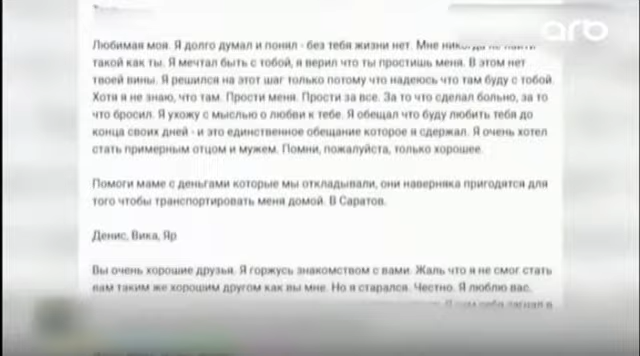 arb
Любимая моя. Я долго думал и понял - без тебя жизни нет. Мне никогда не найти
такой как ты. Я мечтал быть с тобой, я верил что ты простишь меня. В этом нет
твоей вины. Я решился на этот шаг только потому что надеюсь что там буду с тобой.
Хотя я не знаю, что там. Прости меня. Прости за все. За то что сделал больно, за то
что бросил. Я ухожу с мыслью о любви к тебе. Я обещал что буду любить тебя до
конца своих дней - и это единственное обещание которое я сдержал. Я очень хотел
стать примерным отцом и мужем. Помни, пожалуйста, только хорошее.
Помоги маме с деньгами которые мы откладывали, они наверняка пригодятся для
того чтобы транспортировать меня домой. В Саратов.
Денис, Вика, Яр
Вы очень хорошие друзья. Я горжусь знакомством с вами. Жаль что я не смог стать
вам таким же хорошим другом как вы мне. Но я старался. Честно. Я люблю вас.